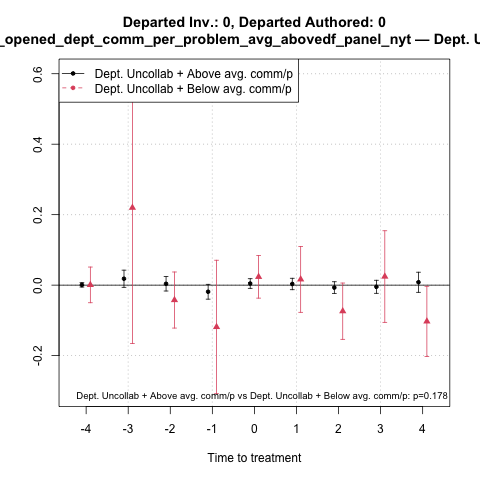 Departed Inv.: 0, Departed Authored: 0
_opened_dept_comm_per_problem_avg_abovedf_panel_nyt — Dept. U
Dept. Uncollab + Above avg. comm/p
Dept. Uncollab + Below avg. comm/p
0.6
0.4
0.2
0.0
-0.2
Dept. Uncollab + Above avg. comm/p vs Dept. Uncollab + Below avg. comm/p: p=0.178
-4 -3 -2 -1 0 1 2 3 4
Time to treatment